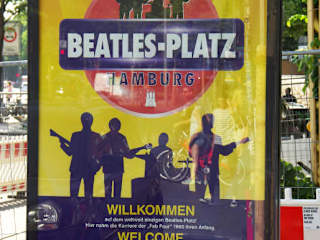 BEATLES-PLATZ
HAMBURG
WILLKOMMEN
auf dem weltweit einzigen Beatles-Platz!
Hier nahm die Karriere der „Fab Four“ 1960 ihren Anfang.
WELCOME